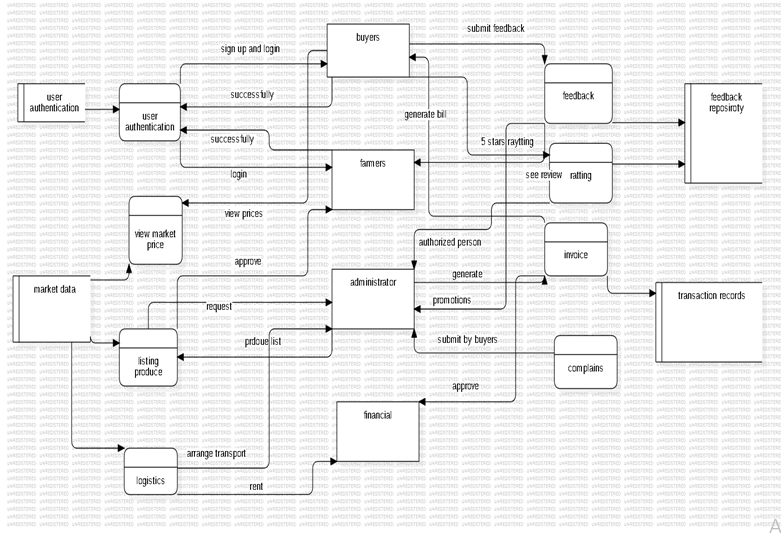 buyers
submit feedback
sign up and login
user
authentication
user
authentication
successfully
feedback
feedback
reposiroty
generate bill
successfully
5 stars raytting
farmers
see review
ratting
login
view prices
view market
price
authorized person
invoice
approve
administrator
generate
market data
transaction records
request
promotions
prdoue list
submit by buyers
listing
produce
complains
approve
financial
arrange transport
logistics
rent
A